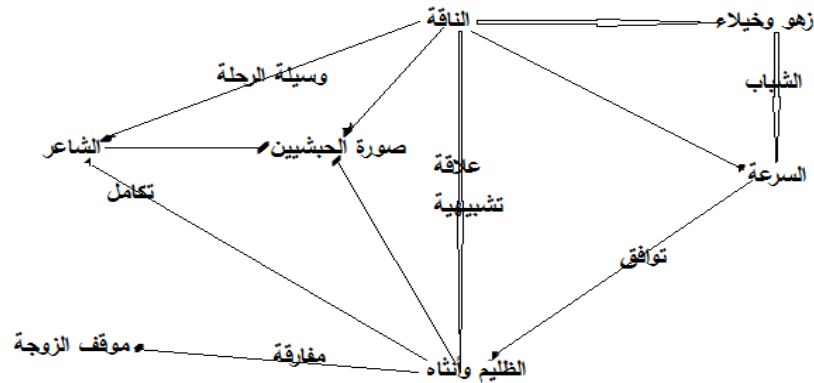 زهو وخيلاء
الناقة
الشباب
وسيلة الرحلة
صورة الحبشيين
الشاعر
علاقة
السرعة
تكامل
تشبيهية
توافق
موقف الزوجة
مفارقة
الظليم وأنثاه